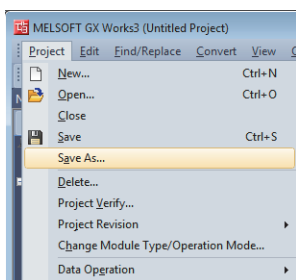 MELSOFT GX Works3 (Untitled Project)
Project Edit Find/Replace Convert View
New... Ctrl+N
Open... Ctrl+O
Close
Save Ctrl+S
Save As...
Delete...
Project Verify...
Project Revision
Change Module Type/Operation Mode...
Data Operation